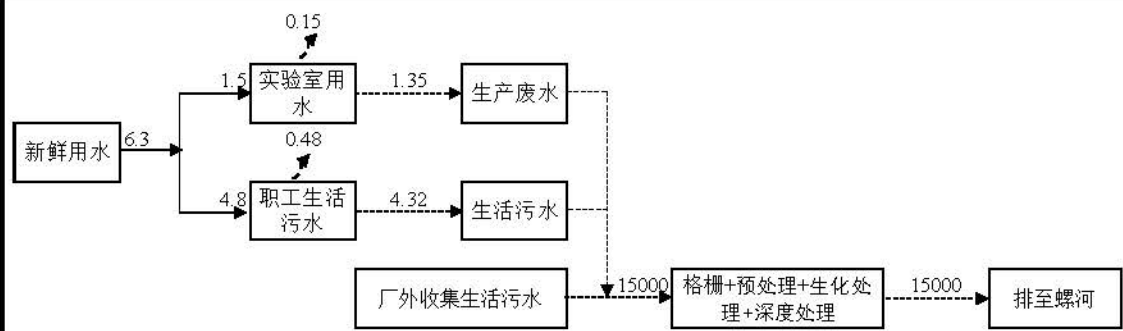 0.15
1.5
实验室用
水
1.35
生产废水
新鲜用水
6.3
0.48
4.8
职工生活
污水
4.32
生活污水
厂外收集生活污水
15000
格栅+预处理+生化处
理+深度处理
15000
排至螺河